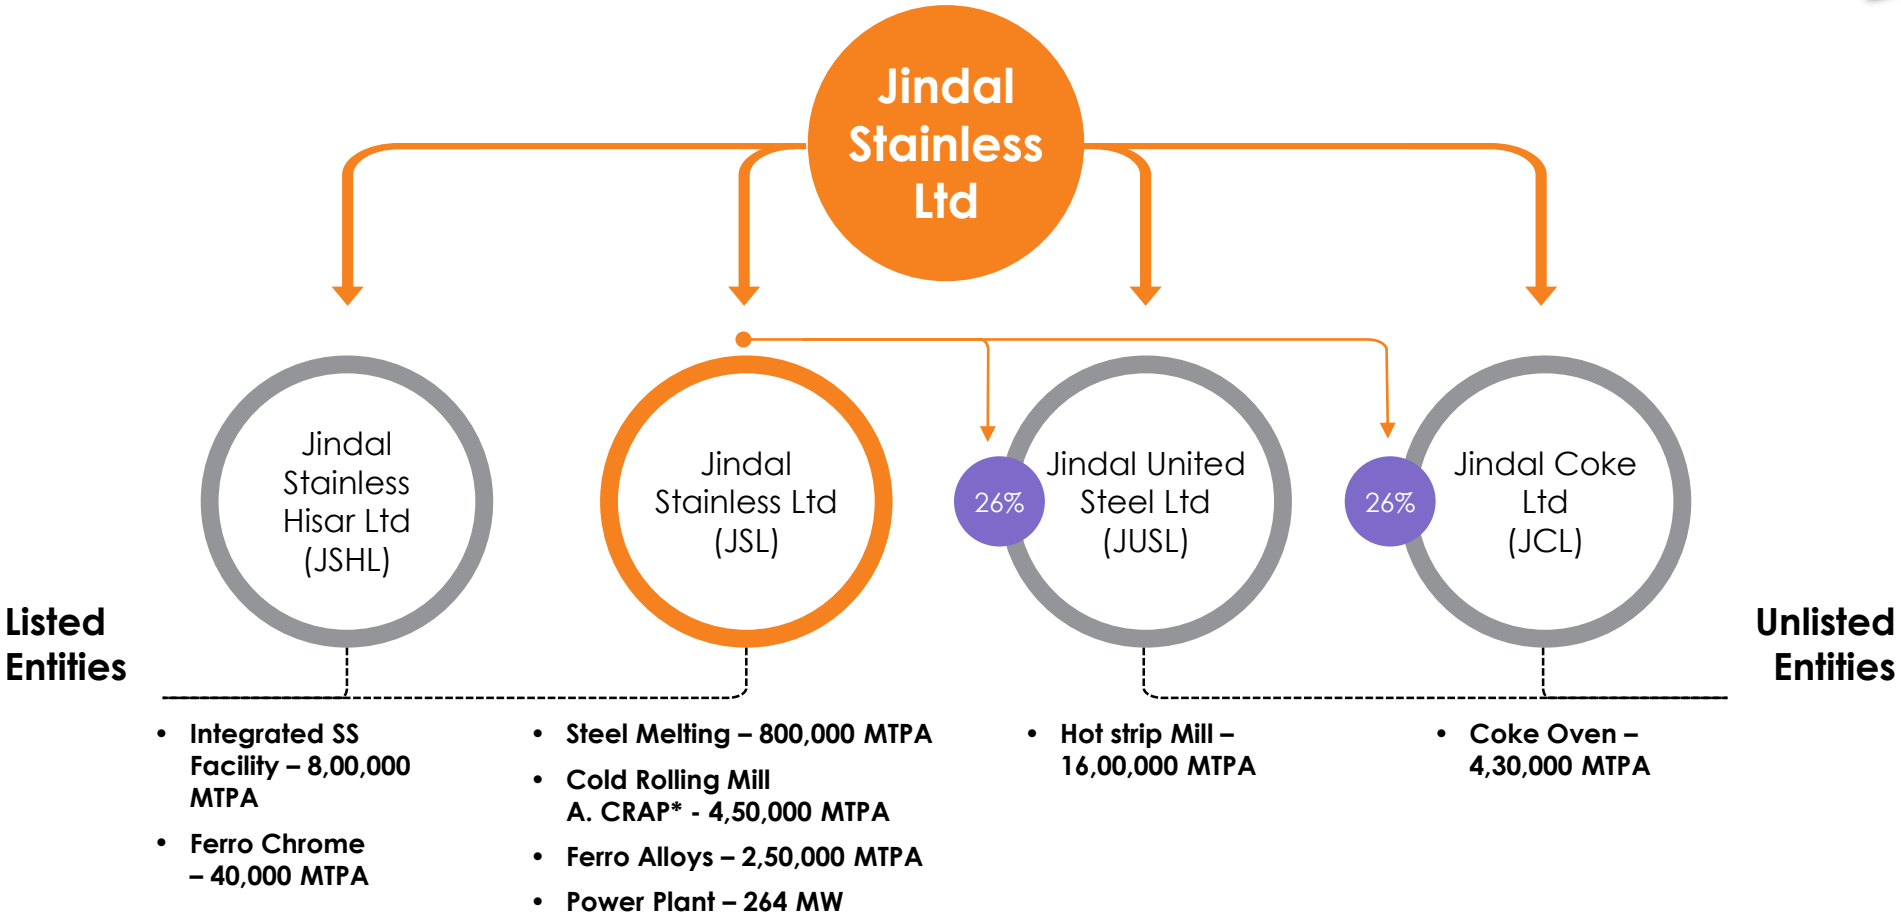 Jindal
Stainless
Ltd
Jindal
Stainless
Hisar Ltd
(JSHL)
Jindal
Stainless Ltd
(JSL)
26%
Jindal United
Steel Ltd
(JUSL)
26%
Jindal Coke
Ltd
(JCL)
Listed
Entities
Unlisted
Entities
• Integrated SS
Facility – 8,00,000
MTPA
• Ferro Chrome
– 40,000 MTPA
• Steel Melting – 800,000 MTPA
• Cold Rolling Mill
A. CRAP* - 4,50,000 MTPA
• Ferro Alloys – 2,50,000 MTPA
• Power Plant – 264 MW
• Hot strip Mill –
16,00,000 MTPA
• Coke Oven –
4,30,000 MTPA